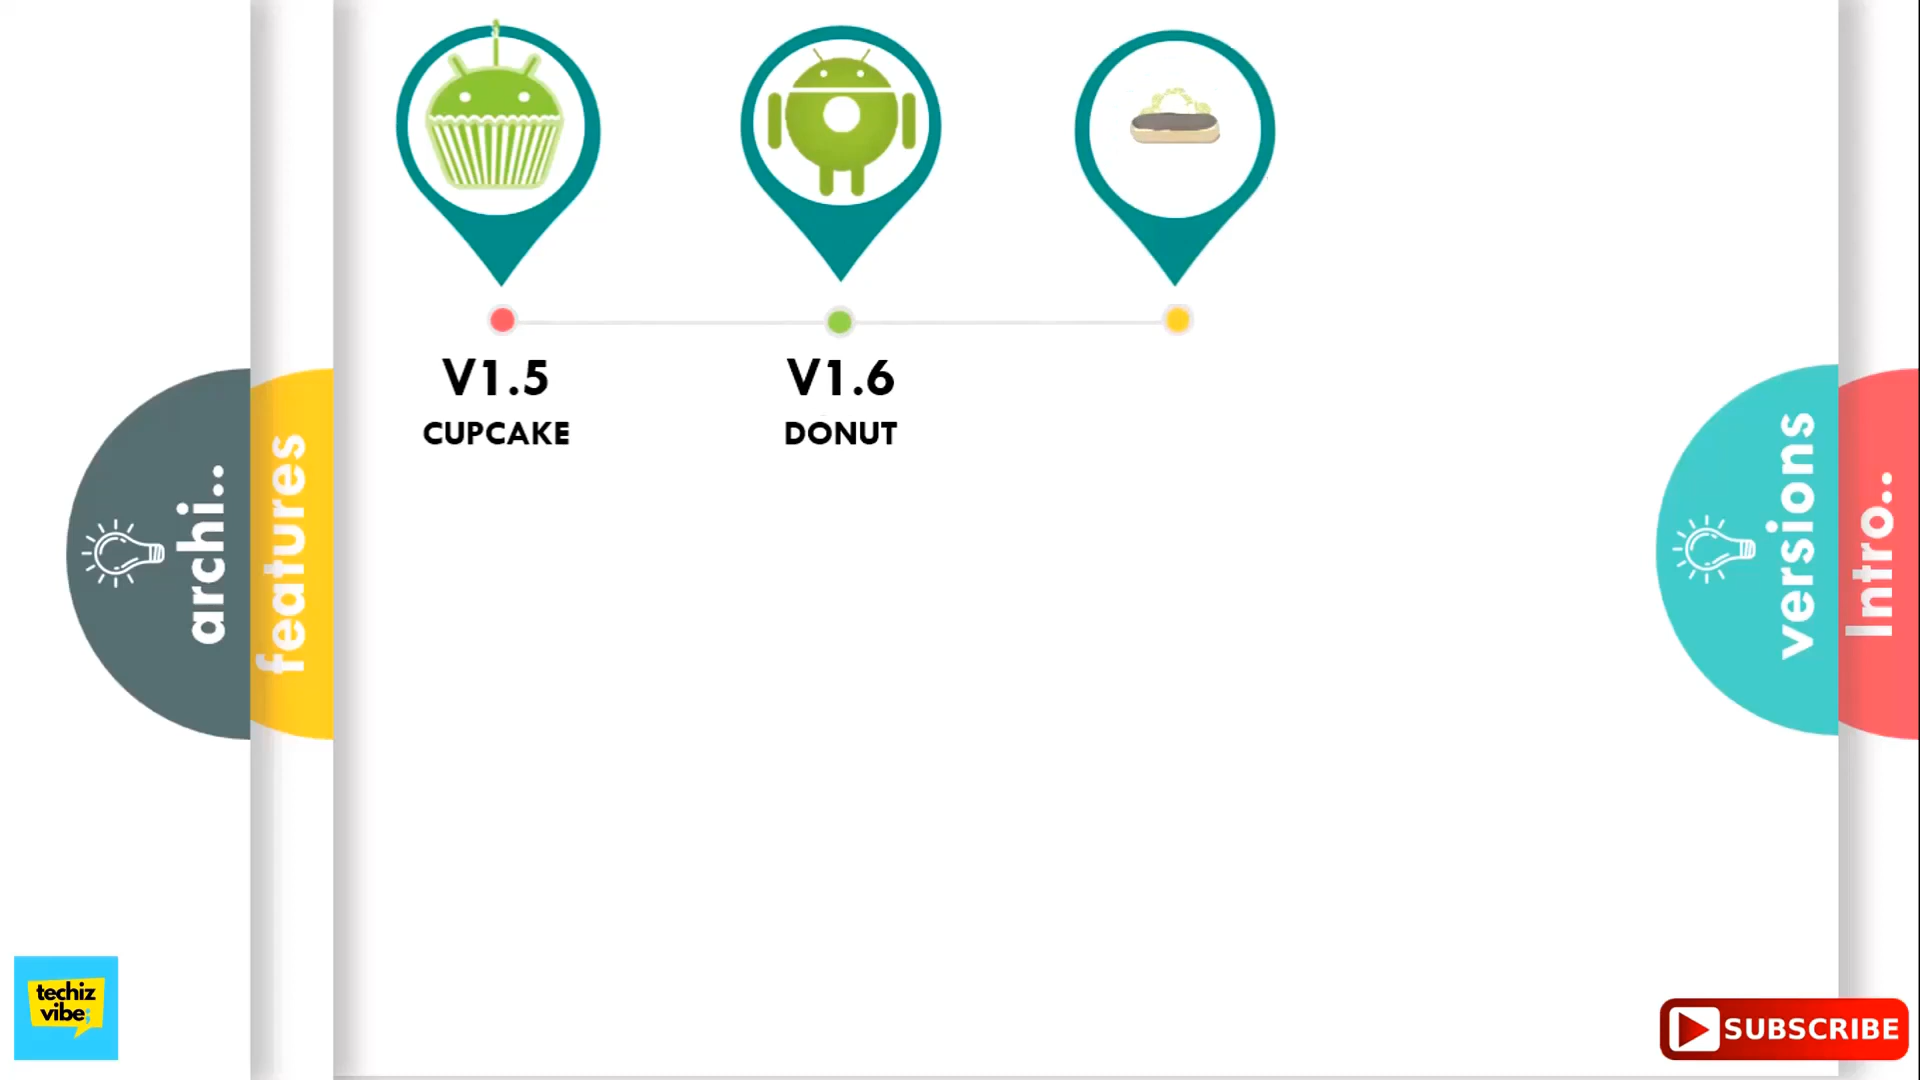 V1.5
CUPCAKE
V1.6
DONUT
archi..
features
versions
Intro..
techiz
vibe;
SUBSCRIBE